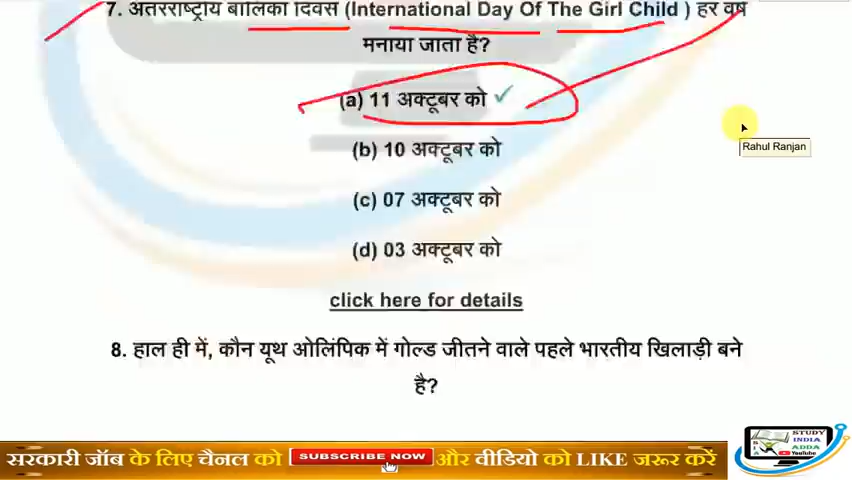 7. अंतरराष्ट्रीय बालिका दिवस (International Day Of The Girl Child ) हर वर्ष
मनाया जाता है?
(a) 11 अक्टूबर को ✓
Rahul Ranjan
(b) 10 अक्टूबर को
(c) 07 अक्टूबर को
(d) 03 अक्टूबर को
click here for details
8. हाल ही में, कौन यूथ ओलिंपिक में गोल्ड जीतने वाले पहले भारतीय खिलाड़ी बने
है?
सरकारी जॉब के लिए चैनल को SUBSCRIBE NOW और वीडियो को LIKE जरूर करें
STUDY
INDIA
ADDA
YouTube